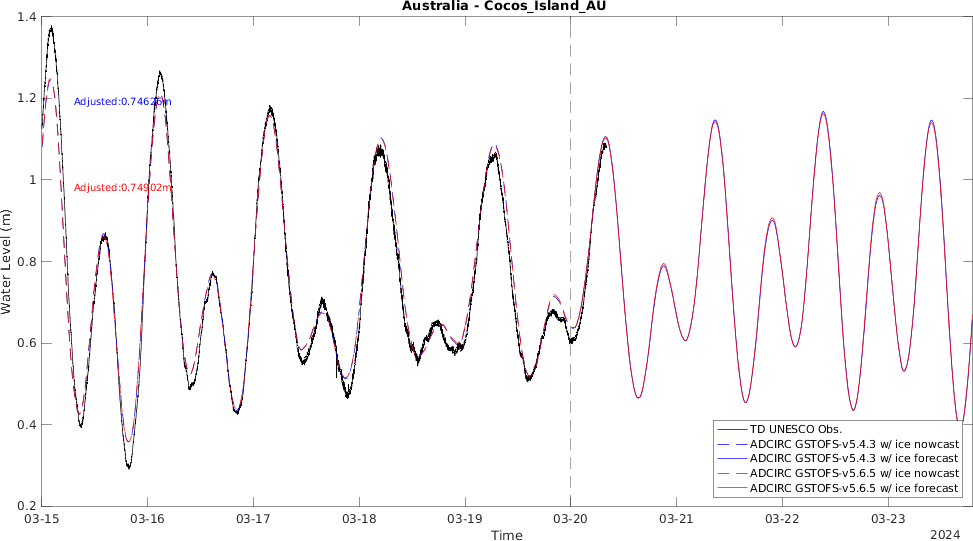 Australia - Cocos_Island_AU
1.4
1.2
1
0.8
0.6
0.4
0.2
Water Level (m)
Adjusted:0.74626m
Adjusted:0.74902m
TD UNESCO Obs.
ADCIRC GSTOFS-v5.4.3 w/ ice nowcast
ADCIRC GSTOFS-v5.4.3 w/ ice forecast
ADCIRC GSTOFS-v5.6.5 w/ ice nowcast
ADCIRC GSTOFS-v5.6.5 w/ ice forecast
03-15 03-16 03-17 03-18 03-19 03-20 03-21 03-22 03-23
Time
2024